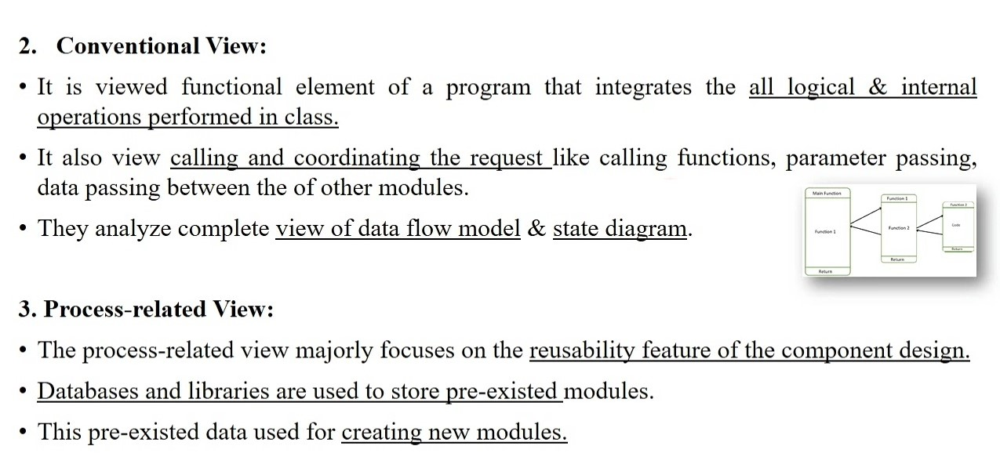 2. Conventional View:
• It is viewed functional element of a program that integrates the all logical & internal
operations performed in class.
• It also view calling and coordinating the request like calling functions, parameter passing,
data passing between the of other modules.
• They analyze complete view of data flow model & state diagram.
Main Function
Function 1
Return
Function 1
Function 2
Return
Function 2
Code
Return
3. Process-related View:
• The process-related view majorly focuses on the reusability feature of the component design.
• Databases and libraries are used to store pre-existed modules.
• This pre-existed data used for creating new modules.